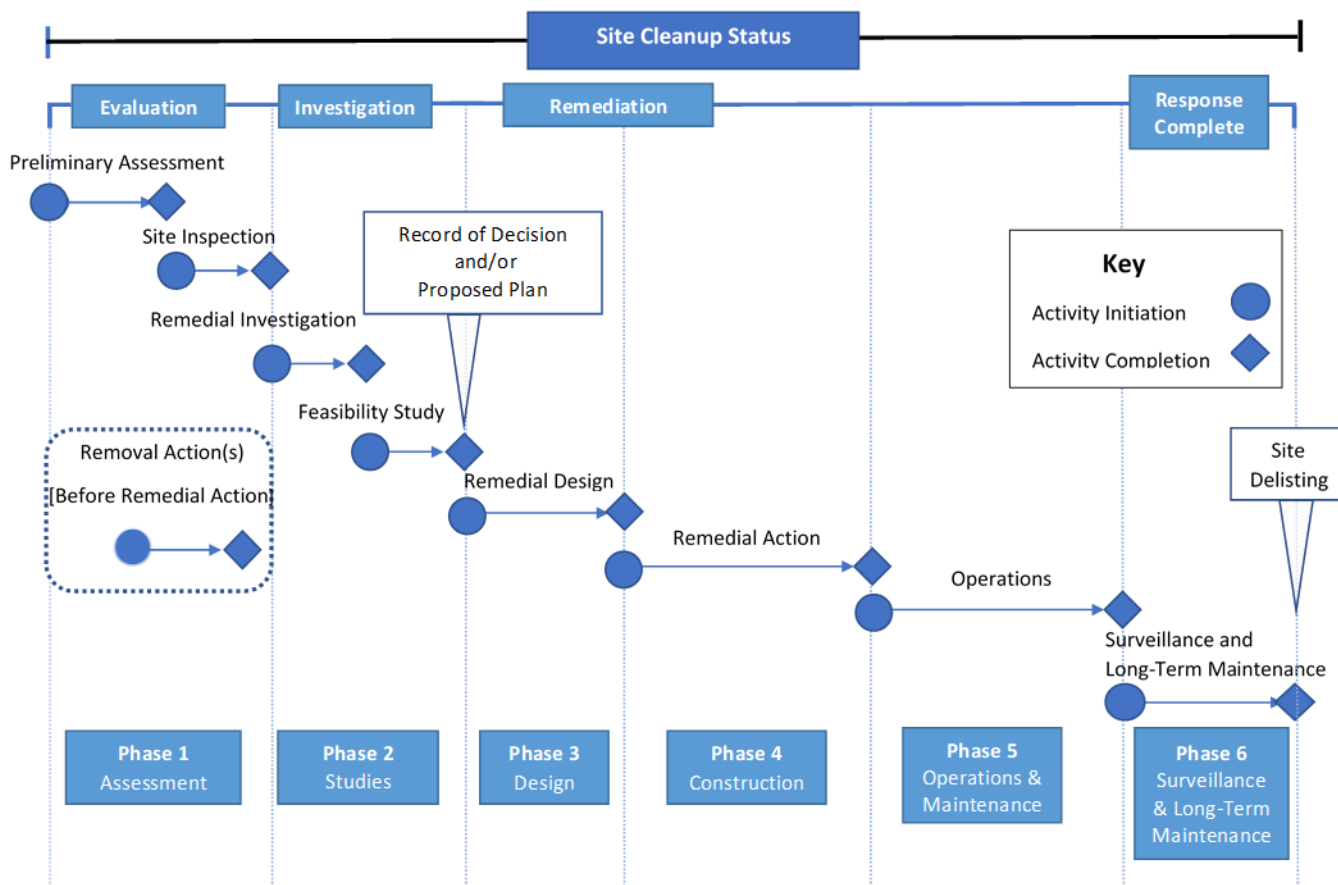 Site Cleanup Status
Evaluation
Investigation
Remediation
Response
Complete
Preliminary Assessment
Site Inspection
Record of Decision
and/or
Proposed Plan
Key
Activity Initiation
Activity Completion
Remedial Investigation
Feasibility Study
Removal Action(s)
[Before Remedial Action]
Site
Delisting
Remedial Design
Remedial Action
Operations
Surveillance and
Long-Term Maintenance
Phase 1
Assessment
Phase 2
Studies
Phase 3
Design
Phase 4
Construction
Phase 5
Operations &
Maintenance
Phase 6
Surveillance
& Long-Term
Maintenance